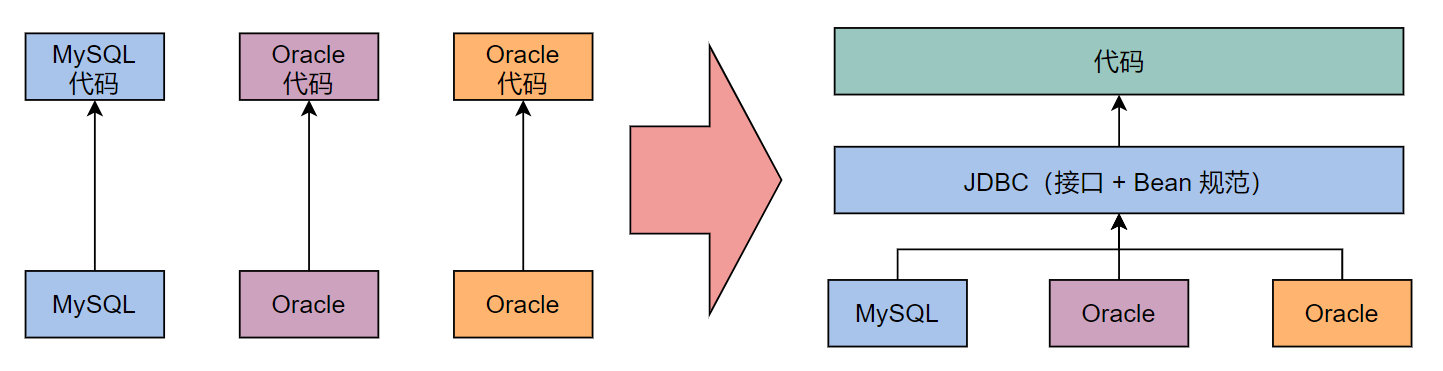 MySQL
代码
Oracle
代码
Oracle
代码
MySQL
Oracle
Oracle
代码
JDBC（接口 + Bean 规范）
MySQL
Oracle
Oracle